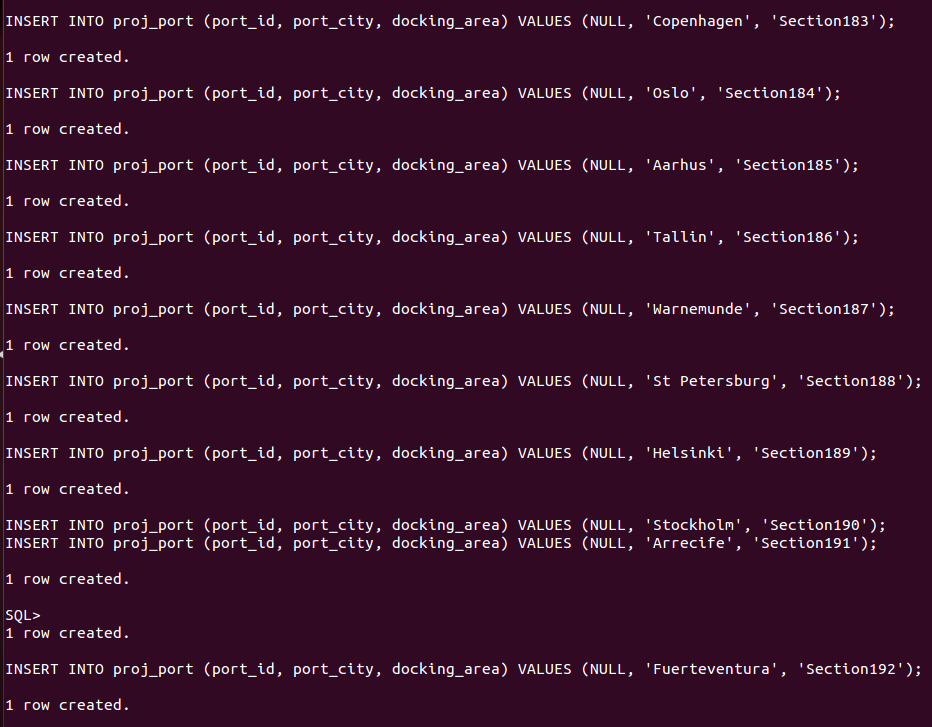 INSERT INTO proj_port (port_id, port_city, docking_area) VALUES (NULL, 'Copenhagen', 'Section183');
1 row created.
INSERT INTO proj_port (port_id, port_city, docking_area) VALUES (NULL, 'Oslo', 'Section184');
1 row created.
INSERT INTO proj_port (port_id, port_city, docking_area) VALUES (NULL, 'Aarhus', 'Section185');
1 row created.
INSERT INTO proj_port (port_id, port_city, docking_area) VALUES (NULL, 'Tallin', 'Section186');
1 row created.
INSERT INTO proj_port (port_id, port_city, docking_area) VALUES (NULL, 'Warnemunde', 'Section187');
1 row created.
INSERT INTO proj_port (port_id, port_city, docking_area) VALUES (NULL, 'St Petersburg', 'Section188');
1 row created.
INSERT INTO proj_port (port_id, port_city, docking_area) VALUES (NULL, 'Helsinki', 'Section189');
1 row created.
INSERT INTO proj_port (port_id, port_city, docking_area) VALUES (NULL, 'Stockholm', 'Section190');
INSERT INTO proj_port (port_id, port_city, docking_area) VALUES (NULL, 'Arrecife', 'Section191');
1 row created.
SQL>
1 row created.
INSERT INTO proj_port (port_id, port_city, docking_area) VALUES (NULL, 'Fuerteventura', 'Section192');
1 row created.